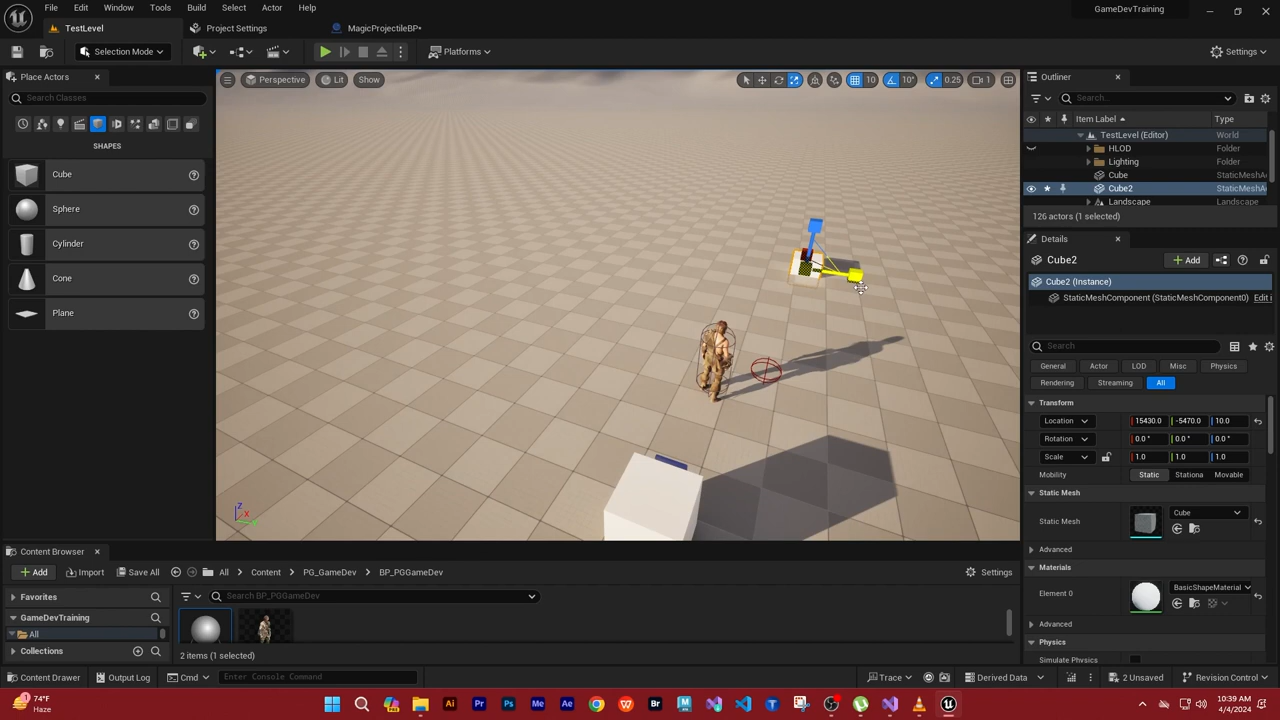 File Edit Window Tools Build Select Actor Help
GameDevTraining
TestLevel Project Settings MagicProjectileBP*
Selection Mode Platforms Settings
Place Actors
Search Classes
SHAPES
Cube
Sphere
Cylinder
Cone
Plane
Perspective Lit Show 10 10° 0.25 1
Z X Y
Outliner
Search...
Item Label Type
TestLevel (Editor) World
HLOD Folder
Lighting Folder
Cube StaticMeshA
Cube2 StaticMeshA
Landscape Landscape
126 actors (1 selected)
Details
Cube2 Add
Cube2 (Instance)
StaticMeshComponent (StaticMeshComponent0) Edit i
Search
General Actor LOD Misc Physics
Rendering Streaming All
Transform
Location 15430.0 -5470.0 10.0
Rotation 0.0 ° 0.0 ° 0.0 °
Scale 1.0 1.0 1.0
Mobility Static Stationa Movable
Static Mesh
Static Mesh Cube
Advanced
Materials
Element 0 BasicShapeMaterial
Advanced
Physics
Simulate Physics
Content Browser
Add Import Save All All Content PG_GameDev BP_PGGameDev Settings
Favorites
Search BP_PGGameDev
GameDevTraining
All
Collections
2 items (1 selected)
Content Drawer Output Log Cmd Enter Console Command Trace Derived Data 2 Unsaved Revision Control
74°F
Haze
10:39 AM
4/4/2024